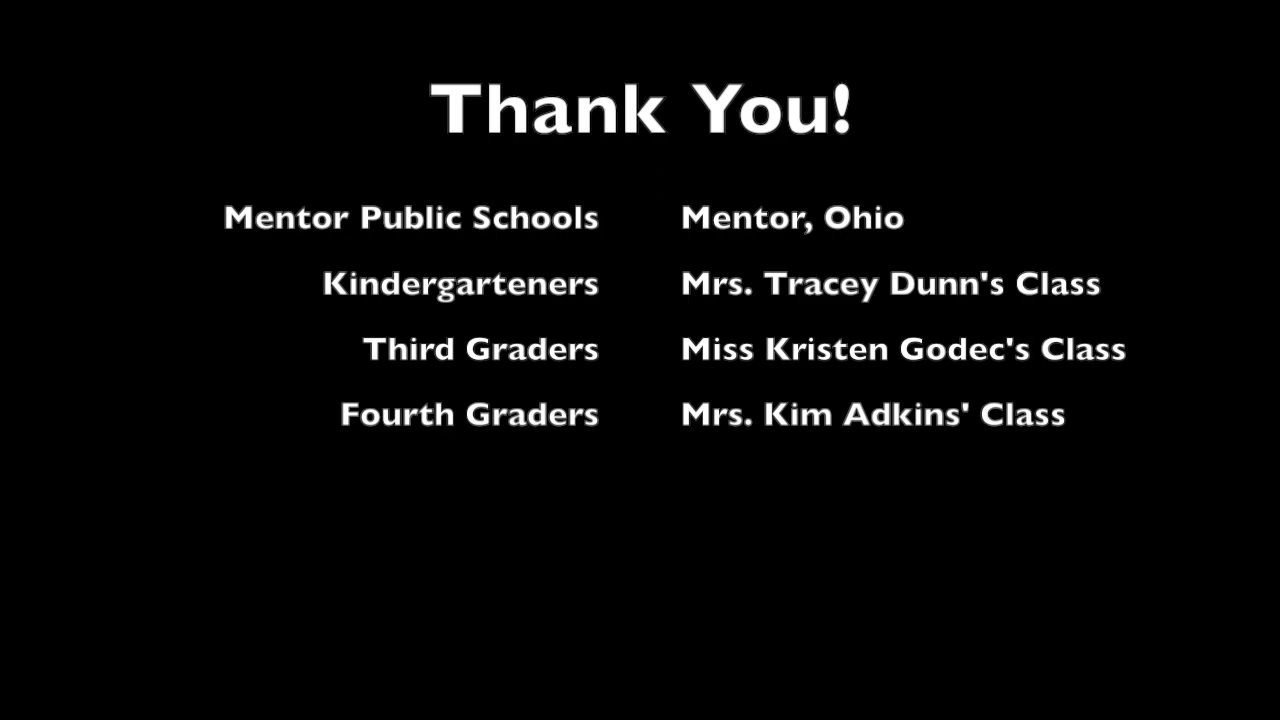 Thank You!
Mentor Public Schools Mentor, Ohio
Kindergarteners Mrs. Tracey Dunn's Class
Third Graders Miss Kristen Godec's Class
Fourth Graders Mrs. Kim Adkins' Class